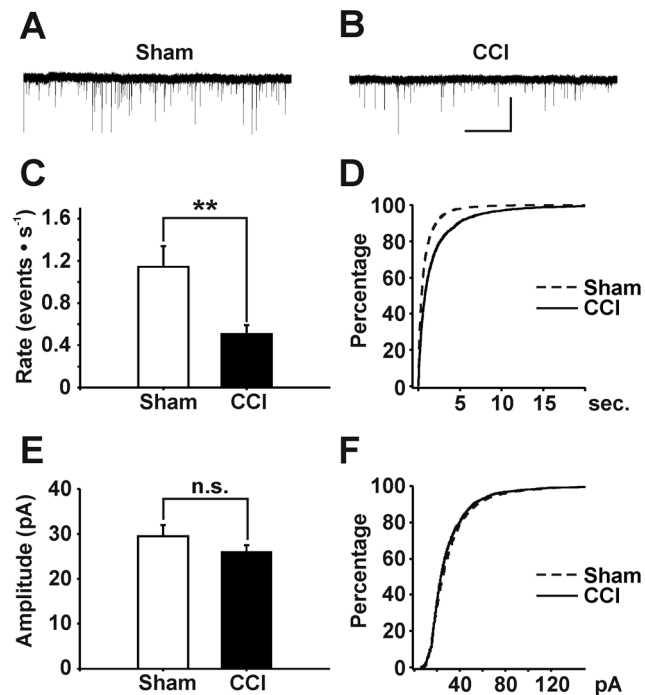 A
Sham
B
CCI
C
Rate (events • s⁻¹)
1.6
1.2
0.8
0.4
0
**
Sham
CCI
D
Percentage
100
80
60
40
20
0
5
10
15
sec.
Sham
CCI
E
Amplitude (pA)
40
30
20
10
0
n.s.
Sham
CCI
F
Percentage
100
80
60
40
20
0
40
80
120
pA
Sham
CCI